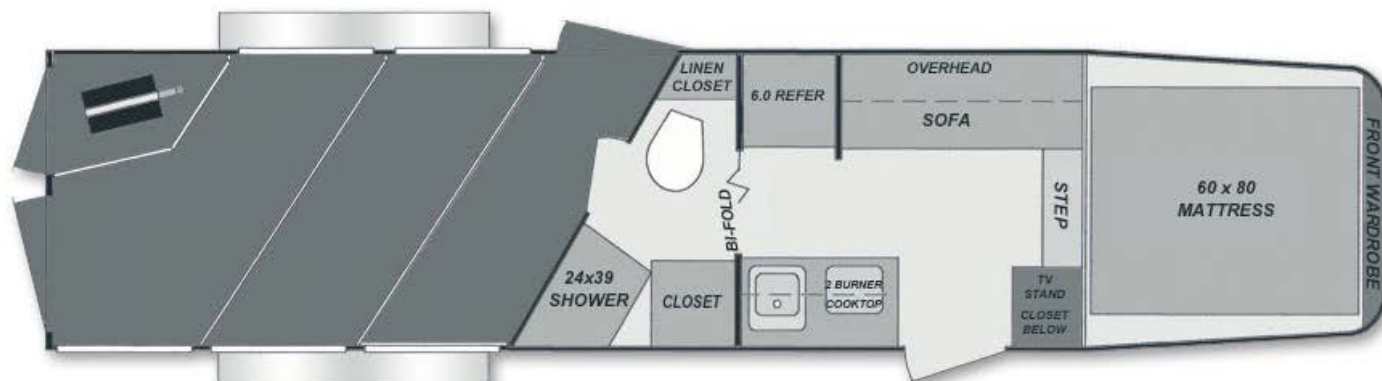 LINEN
CLOSET
6.0 REFER
OVERHEAD
SOFA
BI-FOLD
STEP
60 x 80
MATTRESS
FRONT WARDROBE
24x39
SHOWER
CLOSET
2 BURNER
COOKTOP
TV
STAND
CLOSET
BELOW